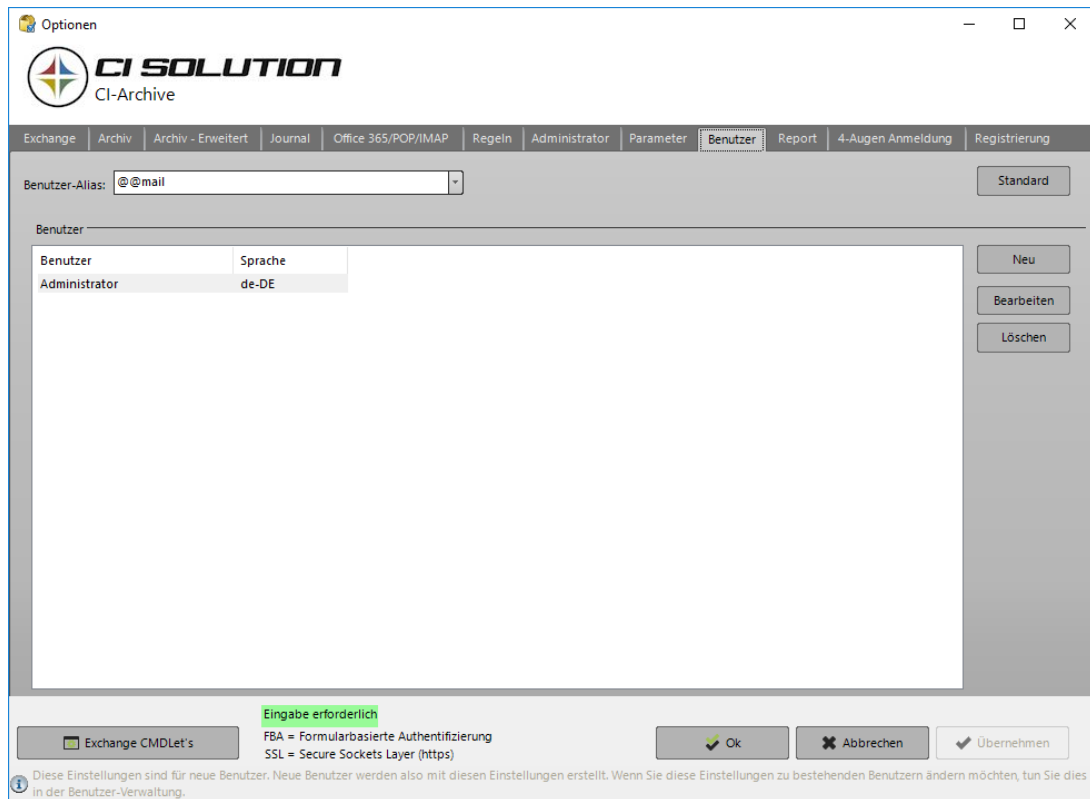 Optionen
CI SOLUTION
CI-Archive
Exchange Archiv Archiv - Erweitert Journal Office 365/POP/IMAP Regeln Administrator Parameter Benutzer Report 4-Augen Anmeldung Registrierung
Benutzer-Alias: @@mail Standard
Benutzer
Benutzer Sprache Neu
Administrator de-DE
Bearbeiten
Löschen
Eingabe erforderlich
FBA = Formularbasierte Authentifizierung
Exchange CMDLet's Ok Abbrechen Übernehmen
SSL = Secure Sockets Layer (https)
Diese Einstellungen sind für neue Benutzer. Neue Benutzer werden also mit diesen Einstellungen erstellt. Wenn Sie diese Einstellungen zu bestehenden Benutzern ändern möchten, tun Sie dies
in der Benutzer-Verwaltung.